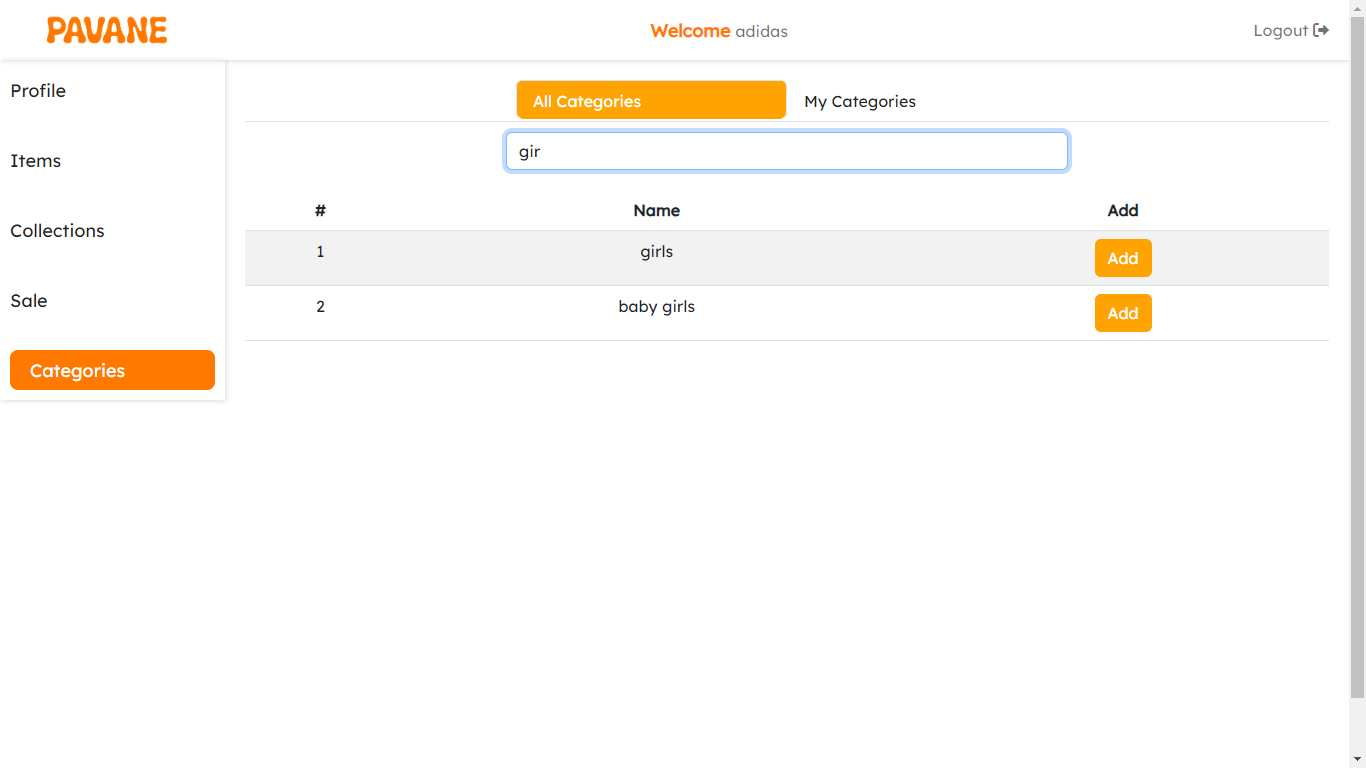 PAVANE
Welcome adidas
Logout
Profile
Items
Collections
Sale
Categories
All Categories
My Categories
gir
# Name Add
1 girls Add
2 baby girls Add